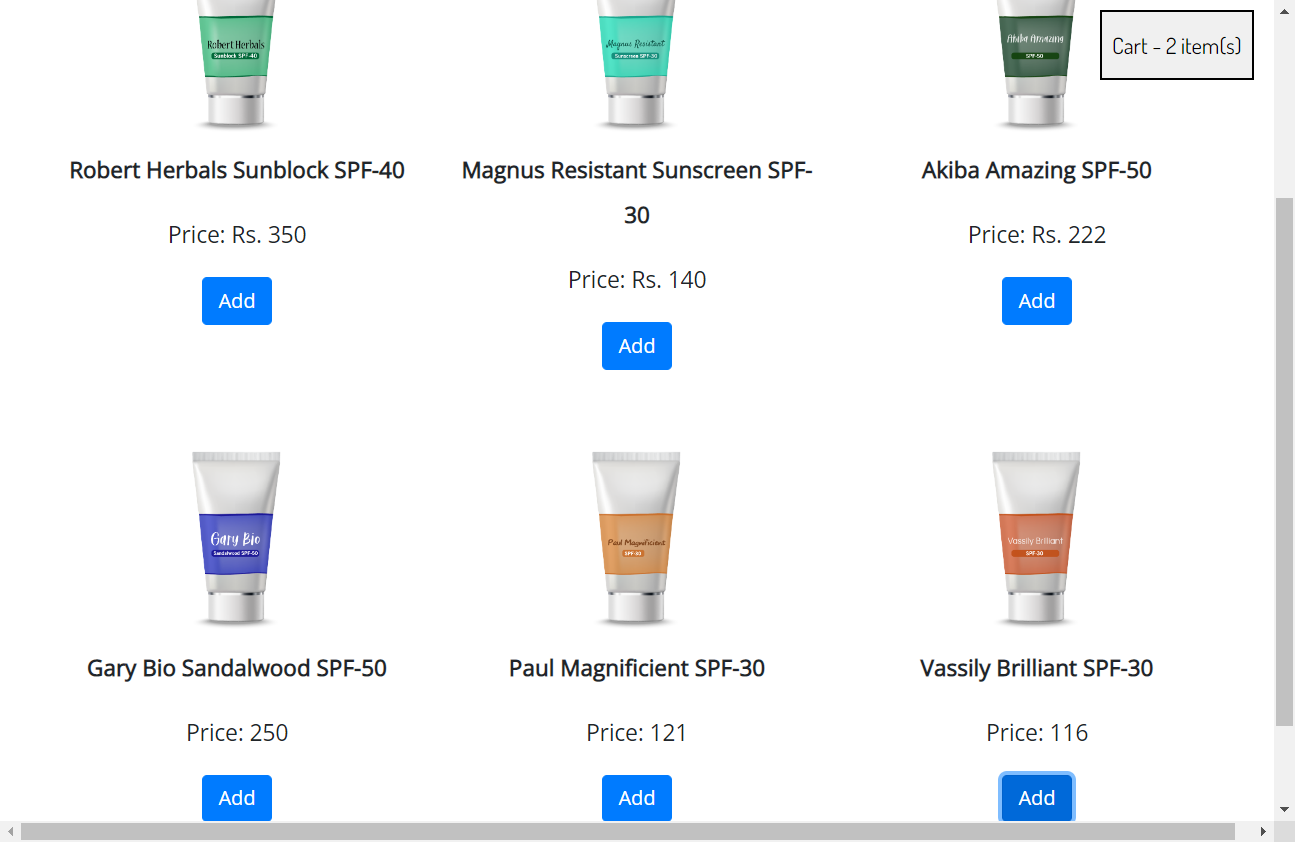 Robert Herbals
Sunblock SPF-40
Magnus Resistant
Sunscreen SPF-30
Akiba Amazing
SPF-50
Cart - 2 item(s)
Robert Herbals Sunblock SPF-40
Magnus Resistant Sunscreen SPF-
30
Akiba Amazing SPF-50
Price: Rs. 350
Price: Rs. 140
Price: Rs. 222
Add
Add
Add
Gary Bio
Sandalwood SPF-50
Paul Magnificient
SPF-30
Vassily Brilliant
SPF-30
Gary Bio Sandalwood SPF-50
Paul Magnificient SPF-30
Vassily Brilliant SPF-30
Price: 250
Price: 121
Price: 116
Add
Add
Add